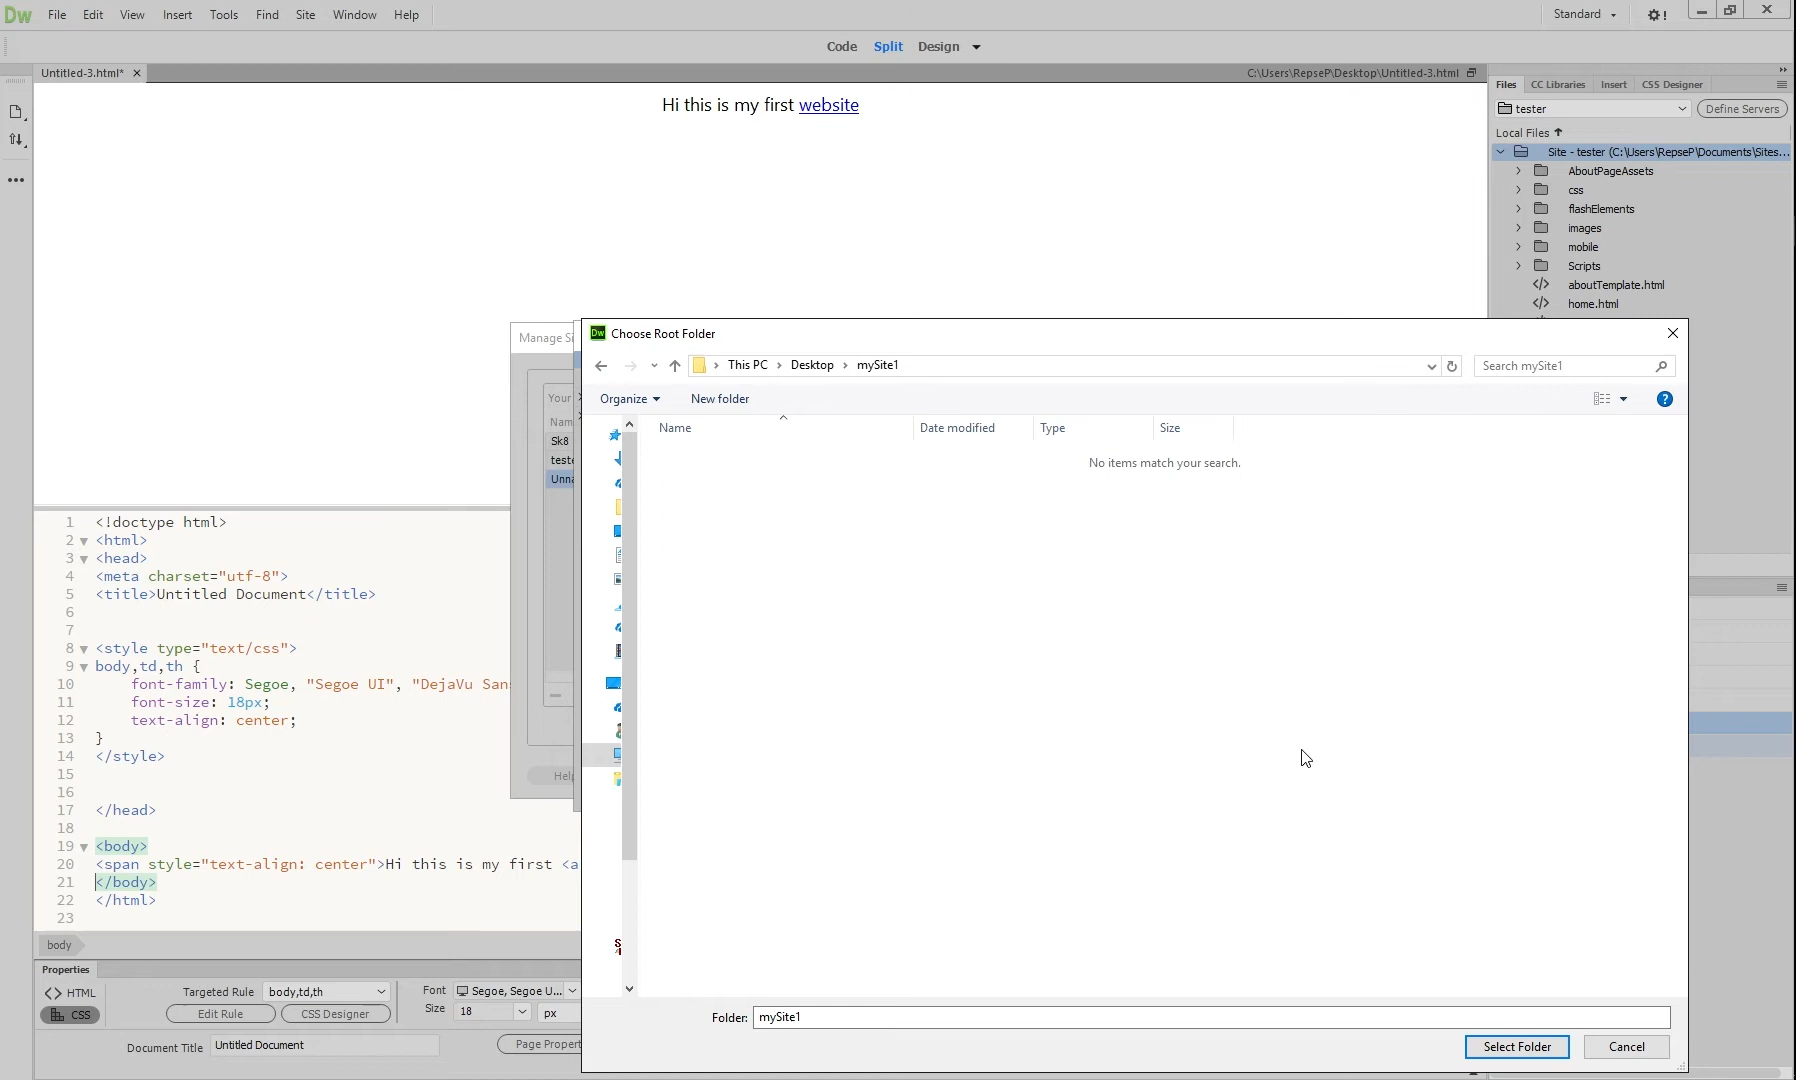 Dw File Edit View Insert Tools Find Site Window Help Standard
Code Split Design
Untitled-3.html* C:\Users\RepseP\Desktop\Untitled-3.html
Hi this is my first website
Files CC Libraries Insert CSS Designer
tester Define Servers
Local Files
Site - tester (C:\Users\RepseP\Documents\Sites...
AboutPageAssets
css
flashElements
images
mobile
Scripts
aboutTemplate.html
home.html
Manage Si
Your
Nam
Sk8
teste
Unna
Help
Dw Choose Root Folder
This PC > Desktop > mySite1 Search mySite1
Organize New folder ?
Name Date modified Type Size
No items match your search.
Folder: mySite1
Select Folder Cancel
1 <!doctype html>
2 <html>
3 <head>
4 <meta charset="utf-8">
5 <title>Untitled Document</title>
6
7
8 <style type="text/css">
9 body,td,th {
10 font-family: Segoe, "Segoe UI", "DejaVu Sans
11 font-size: 18px;
12 text-align: center;
13 }
14 </style>
15
16
17 </head>
18
19 <body>
20 <span style="text-align: center">Hi this is my first <a
21 </body>
22 </html>
23
body
Properties
<> HTML Targeted Rule body,td,th Font Segoe, Segoe U...
CSS Edit Rule CSS Designer Size 18 px
Document Title Untitled Document Page Propert